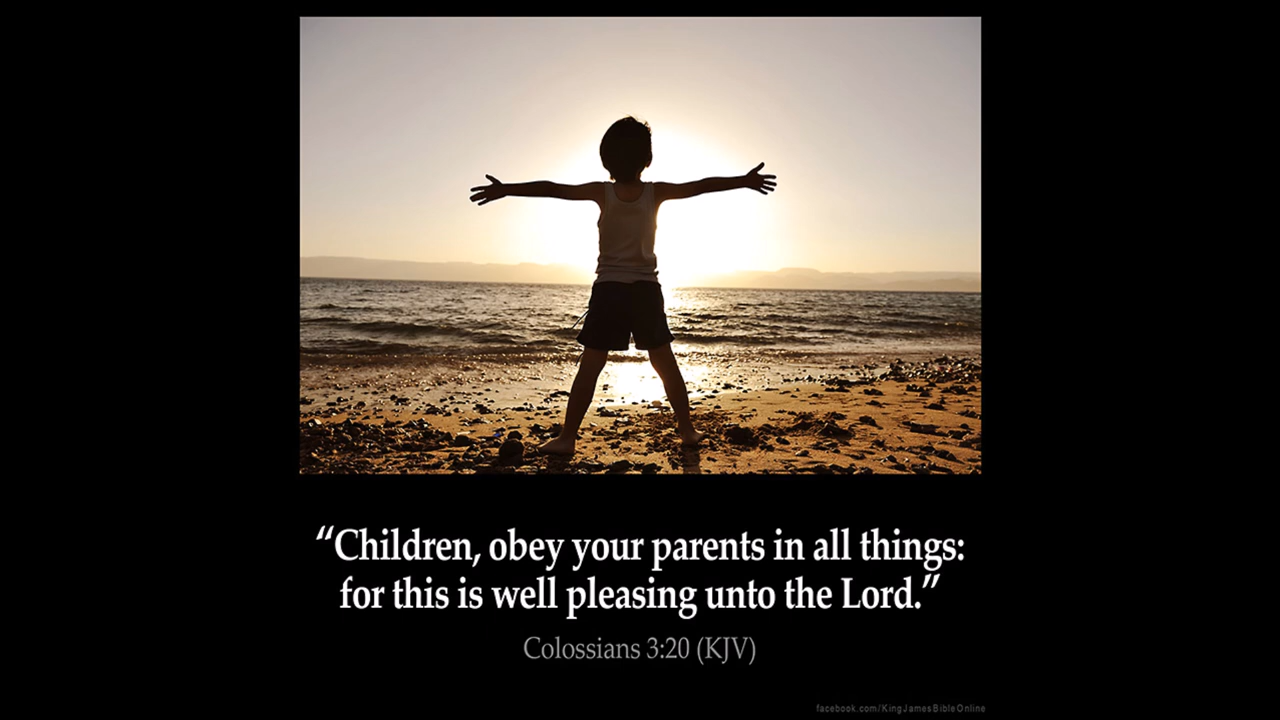 “Children, obey your parents in all things:
for this is well pleasing unto the Lord.”
Colossians 3:20 (KJV)
facebook.com/KingJamesBibleOnline